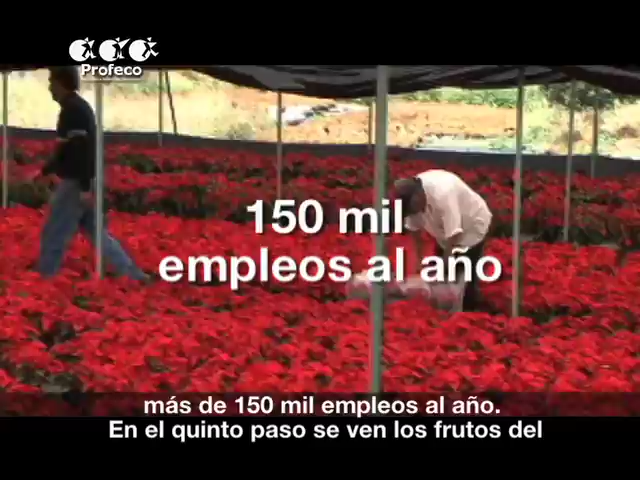 Profeco
150 mil
empleos al año
más de 150 mil empleos al año.
En el quinto paso se ven los frutos del